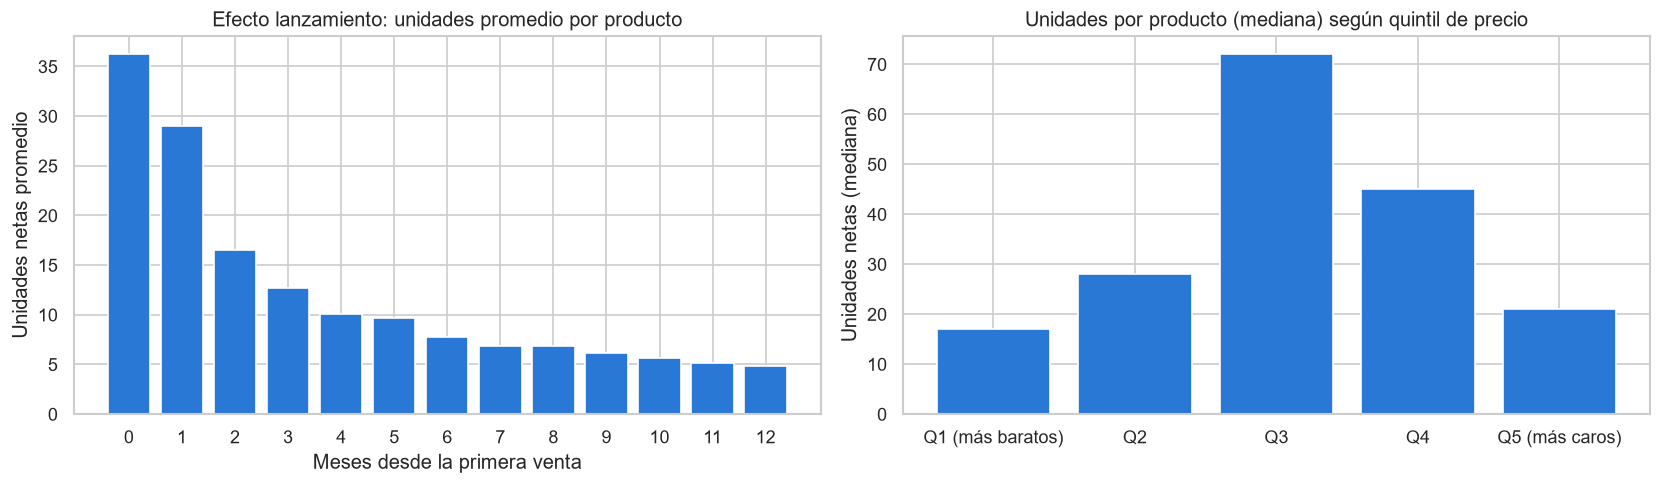 Efecto lanzamiento: unidades promedio por producto
Unidades netas promedio
35
30
25
20
15
10
5
0
0 1 2 3 4 5 6 7 8 9 10 11 12
Meses desde la primera venta
Unidades por producto (mediana) según quintil de precio
Unidades netas (mediana)
70
60
50
40
30
20
10
0
Q1 (más baratos) Q2 Q3 Q4 Q5 (más caros)